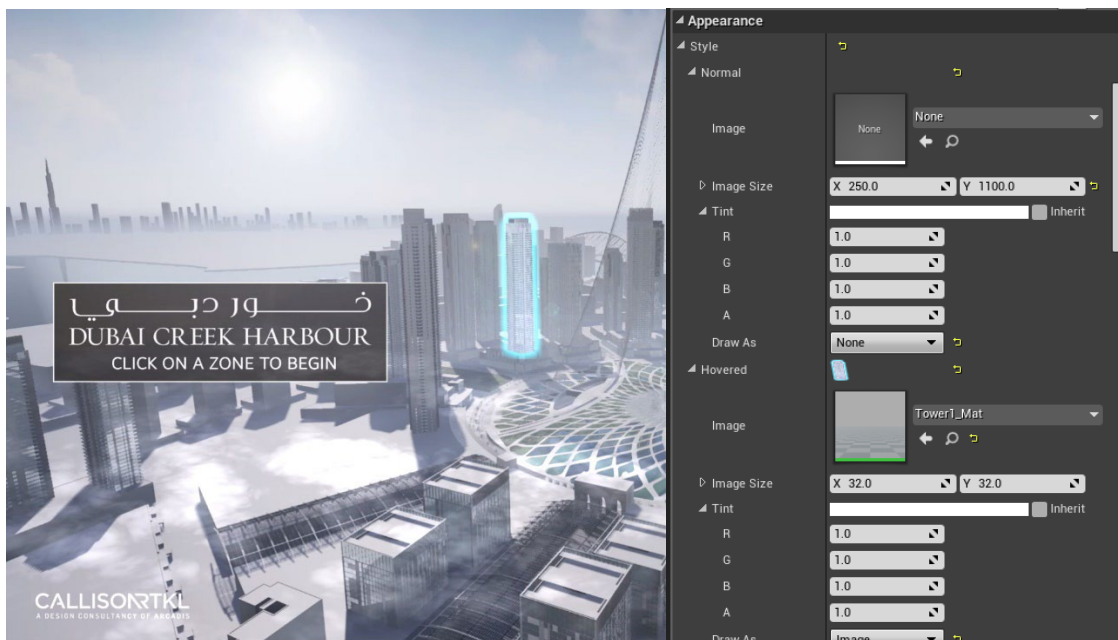 خور دبي
DUBAI CREEK HARBOUR
CLICK ON A ZONE TO BEGIN
CALLISONRTKL
A DESIGN CONSULTANCY OF ARCADIS
Appearance
Style
Normal
Image
None
None
Image Size
X 250.0
Y 1100.0
Tint
Inherit
R
1.0
G
1.0
B
1.0
A
1.0
Draw As
None
Hovered
Image
Tower1_Mat
Image Size
X 32.0
Y 32.0
Tint
Inherit
R
1.0
G
1.0
B
1.0
A
1.0
Draw As
Image